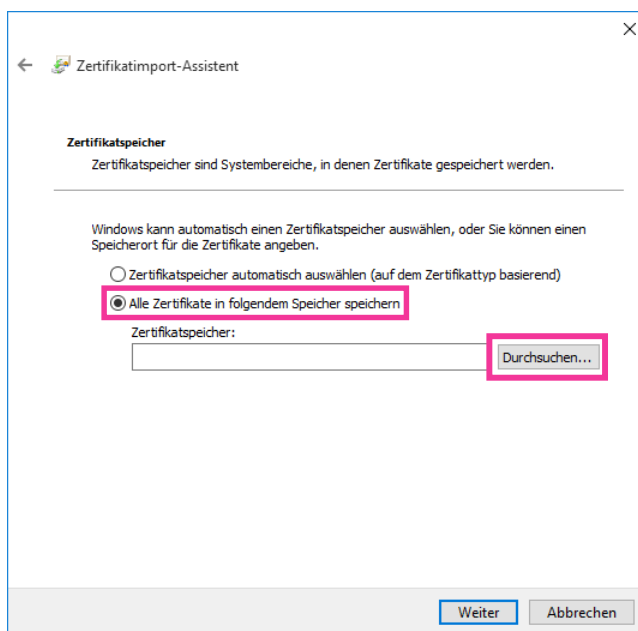 Zertifikatimport-Assistent
Zertifikatspeicher
Zertifikatspeicher sind Systembereiche, in denen Zertifikate gespeichert werden.
Windows kann automatisch einen Zertifikatspeicher auswählen, oder Sie können einen
Speicherort für die Zertifikate angeben.
Zertifikatspeicher automatisch auswählen (auf dem Zertifikattyp basierend)
Alle Zertifikate in folgendem Speicher speichern
Zertifikatspeicher:
Durchsuchen...
Weiter
Abbrechen